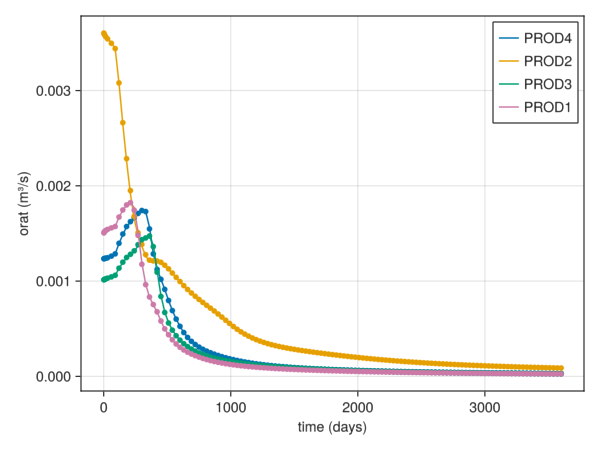 PROD4
PROD2
PROD3
PROD1
0.003
0.002
0.001
0.000
orat (m³/s)
0 1000 2000 3000
time (days)